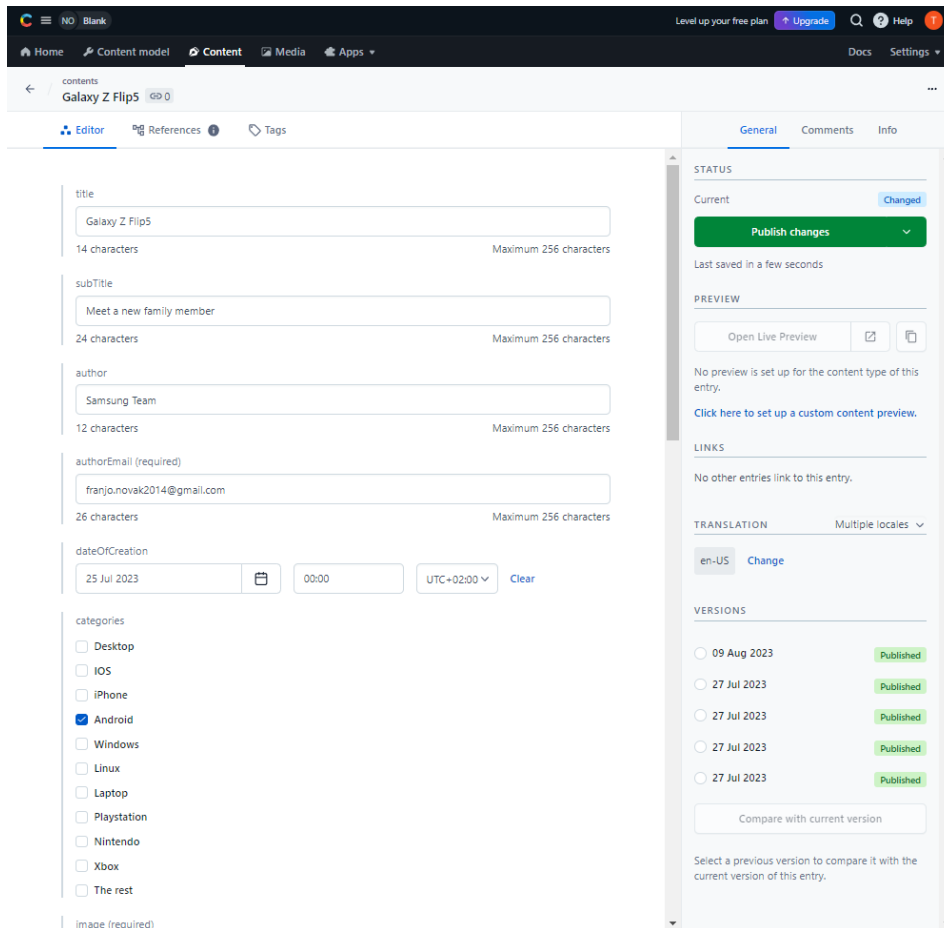 NO Blank
Level up your free plan
Upgrade
Help
T
Home
Content model
Content
Media
Apps
Docs
Settings
contents
Galaxy Z Flip5
0
...
Editor
References
Tags
General
Comments
Info
title
Galaxy Z Flip5
14 characters
Maximum 256 characters
subTitle
Meet a new family member
24 characters
Maximum 256 characters
author
Samsung Team
12 characters
Maximum 256 characters
authorEmail (required)
franjo.novak2014@gmail.com
26 characters
Maximum 256 characters
dateOfCreation
25 Jul 2023
00:00
UTC+02:00
Clear
categories
Desktop
IOS
iPhone
Android
Windows
Linux
Laptop
Playstation
Nintendo
Xbox
The rest
image (required)
STATUS
Current
Changed
Publish changes
Last saved in a few seconds
PREVIEW
Open Live Preview
No preview is set up for the content type of this
entry.
Click here to set up a custom content preview.
LINKS
No other entries link to this entry.
TRANSLATION
Multiple locales
en-US
Change
VERSIONS
09 Aug 2023
Published
27 Jul 2023
Published
27 Jul 2023
Published
27 Jul 2023
Published
27 Jul 2023
Published
Compare with current version
Select a previous version to compare it with the
current version of this entry.